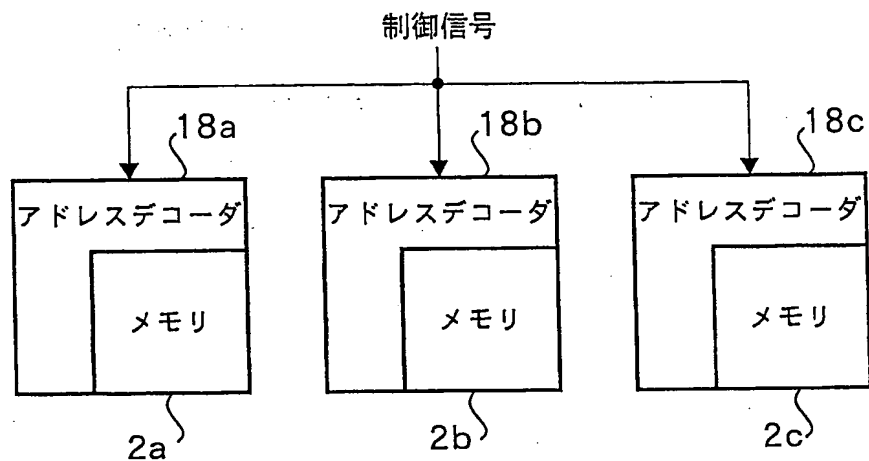 制御信号
18a
18b
18c
アドレスデコーダ
アドレスデコーダ
アドレスデコーダ
メモリ
メモリ
メモリ
2a
2b
2c